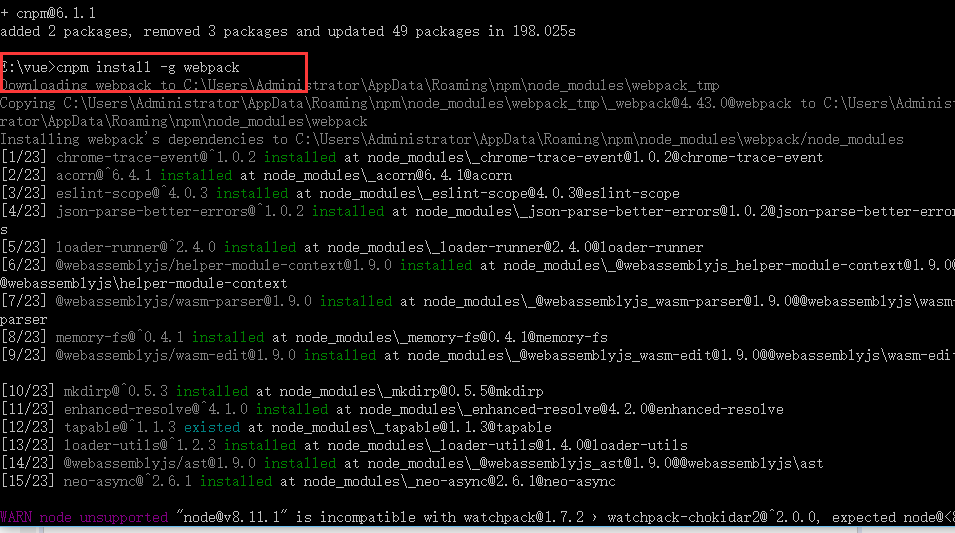 + cnpm@6.1.1
added 2 packages, removed 3 packages and updated 49 packages in 198.025s
E:\vue>cnpm install -g webpack
Downloading webpack to C:\Users\Administrator\AppData\Roaming\npm\node_modules\webpack_tmp
Copying C:\Users\Administrator\AppData\Roaming\npm\node_modules\webpack_tmp\_webpack@4.43.0@webpack to C:\Users\Adminis
rator\AppData\Roaming\npm\node_modules\webpack
Installing webpack's dependencies to C:\Users\Administrator\AppData\Roaming\npm\node_modules\webpack/node_modules
[1/23] chrome-trace-event@^1.0.2 installed at node_modules\_chrome-trace-event@1.0.2@chrome-trace-event
[2/23] acorn@^6.4.1 installed at node_modules\_acorn@6.4.1@acorn
[3/23] eslint-scope@^4.0.3 installed at node_modules\_eslint-scope@4.0.3@eslint-scope
[4/23] json-parse-better-errors@^1.0.2 installed at node_modules\_json-parse-better-errors@1.0.2@json-parse-better-erro
s
[5/23] loader-runner@^2.4.0 installed at node_modules\_loader-runner@2.4.0@loader-runner
[6/23] @webassemblyjs/helper-module-context@1.9.0 installed at node_modules\_@webassemblyjs_helper-module-context@1.9.0@
@webassemblyjs\helper-module-context
[7/23] @webassemblyjs/wasm-parser@1.9.0 installed at node_modules\_@webassemblyjs_wasm-parser@1.9.0@@webassemblyjs\wasm-
parser
[8/23] memory-fs@^0.4.1 installed at node_modules\_memory-fs@0.4.1@memory-fs
[9/23] @webassemblyjs/wasm-edit@1.9.0 installed at node_modules\_@webassemblyjs_wasm-edit@1.9.0@@webassemblyjs\wasm-edi
[10/23] mkdirp@^0.5.3 installed at node_modules\_mkdirp@0.5.5@mkdirp
[11/23] enhanced-resolve@^4.1.0 installed at node_modules\_enhanced-resolve@4.2.0@enhanced-resolve
[12/23] tapable@^1.1.3 existed at node_modules\_tapable@1.1.3@tapable
[13/23] loader-utils@^1.2.3 installed at node_modules\_loader-utils@1.4.0@loader-utils
[14/23] @webassemblyjs/ast@1.9.0 installed at node_modules\_@webassemblyjs_ast@1.9.0@@webassemblyjs\ast
[15/23] neo-async@^2.6.1 installed at node_modules\_neo-async@2.6.1@neo-async
WARN node unsupported "node@v8.11.1" is incompatible with watchpack@1.7.2 › watchpack-chokidar2@^2.0.0, expected node@<8